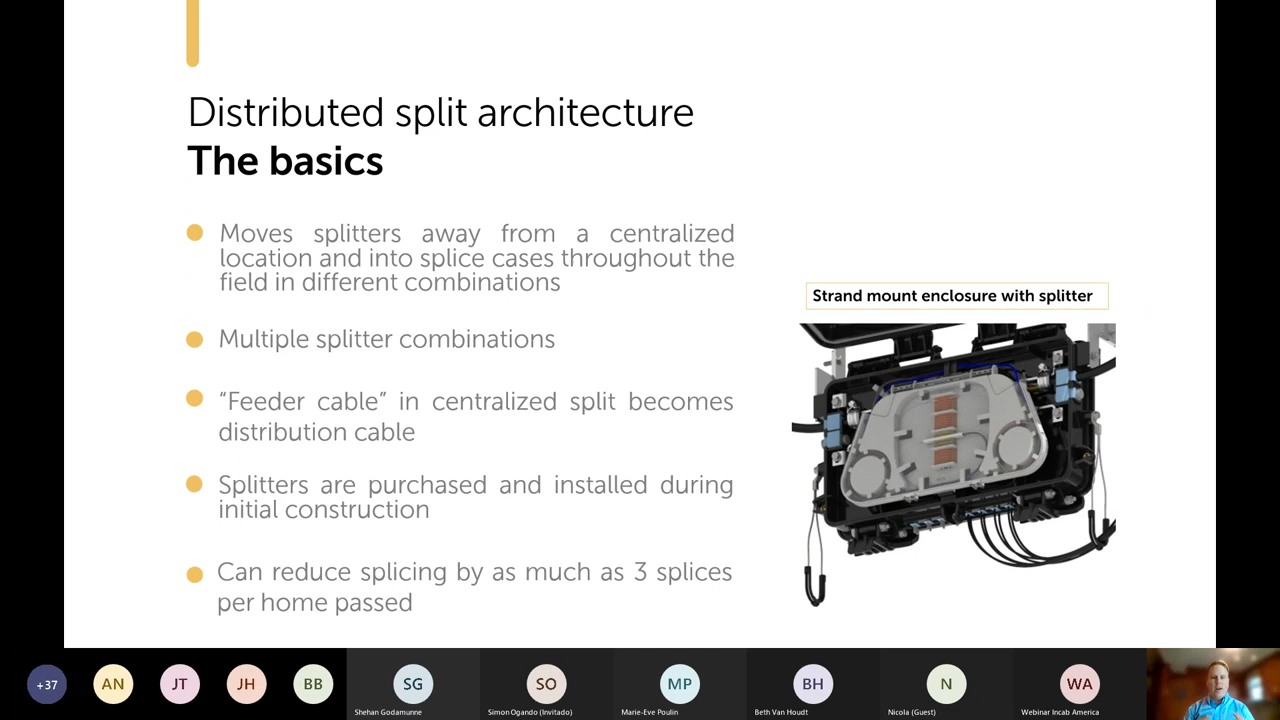 Distributed split architecture
The basics
Moves splitters away from a centralized
location and into splice cases throughout the
field in different combinations
Multiple splitter combinations
“Feeder cable” in centralized split becomes
distribution cable
Splitters are purchased and installed during
initial construction
Can reduce splicing by as much as 3 splices
per home passed
Strand mount enclosure with splitter
+37
AN
JT
JH
BB
SG
SO
MP
BH
N
WA
Shehan Godamunne
Simon Ogando (Invitado)
Marie-Eve Poulin
Beth Van Houdt
Nicola (Guest)
Webinar Incab America